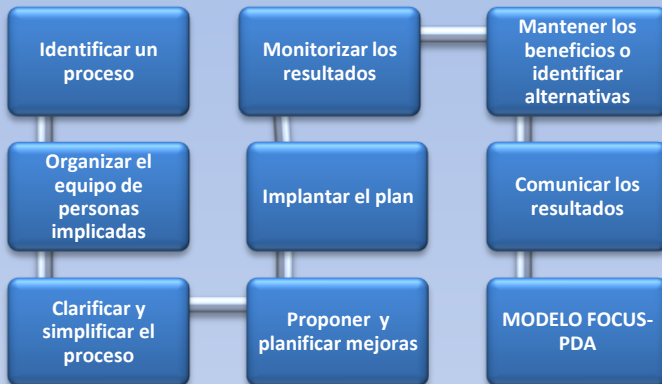 Identificar un
proceso
Organizar el
equipo de
personas
implicadas
Clarificar y
simplificar el
proceso
Proponer y
planificar mejoras
Implantar el plan
Monitorizar los
resultados
Mantener los
beneficios o
identificar
alternativas
Comunicar los
resultados
MODELO FOCUS-
PDA